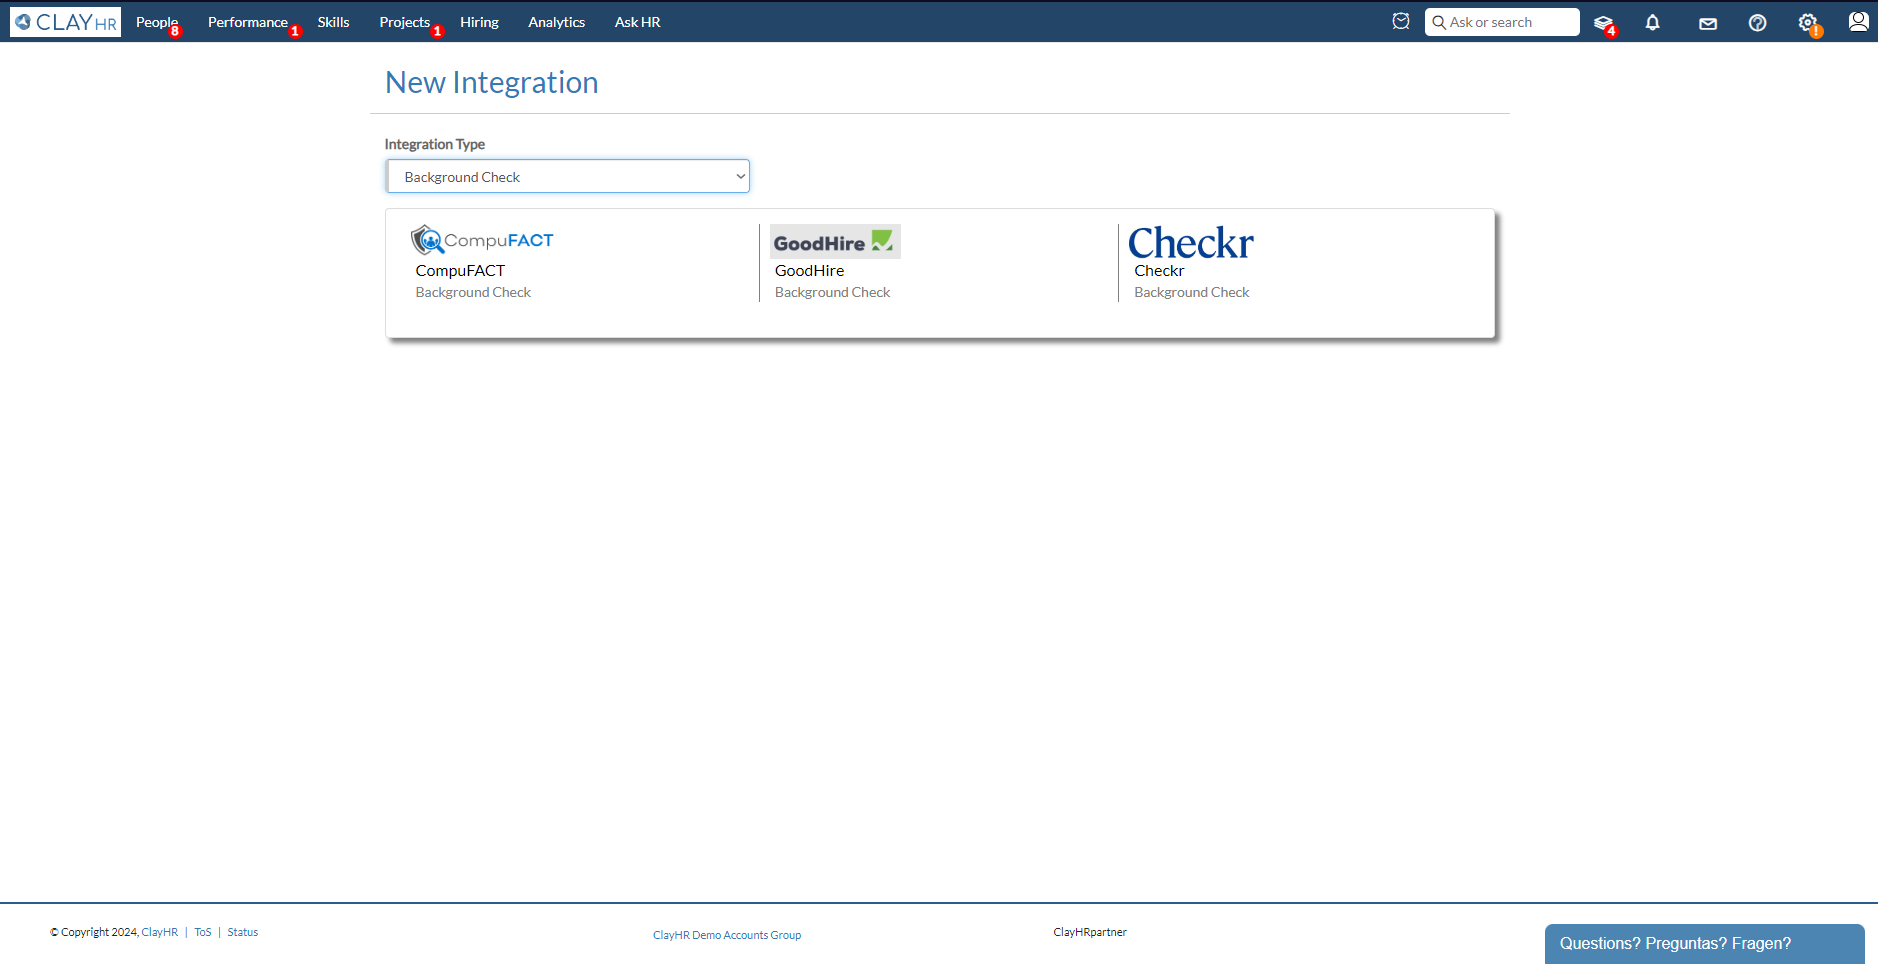 CLAY HR People 8 Performance 1 Skills Projects 1 Hiring Analytics Ask HR Ask or search 4 !
New Integration
Integration Type
Background Check
CompuFACT GoodHire Checkr
CompuFACT GoodHire Checkr
Background Check Background Check Background Check
© Copyright 2024, ClayHR | ToS | Status ClayHR Demo Accounts Group ClayHRpartner
Questions? Preguntas? Fragen?